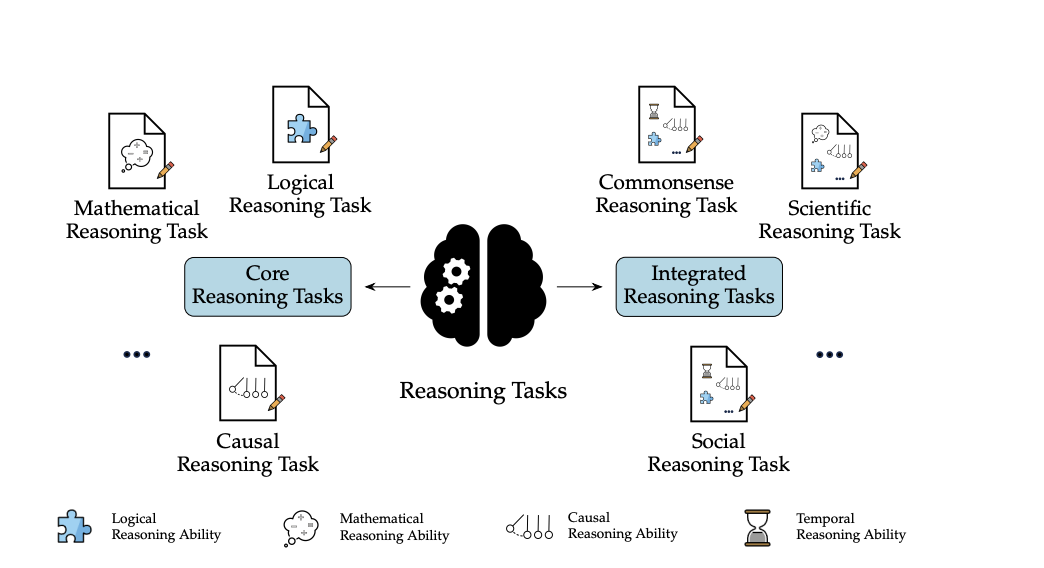 Logical
Reasoning Task
Mathematical
Reasoning Task
Commonsense
Reasoning Task
Scientific
Reasoning Task
Core
Reasoning Tasks
Integrated
Reasoning Tasks
Reasoning Tasks
Causal
Reasoning Task
Social
Reasoning Task
Logical
Reasoning Ability
Mathematical
Reasoning Ability
Causal
Reasoning Ability
Temporal
Reasoning Ability